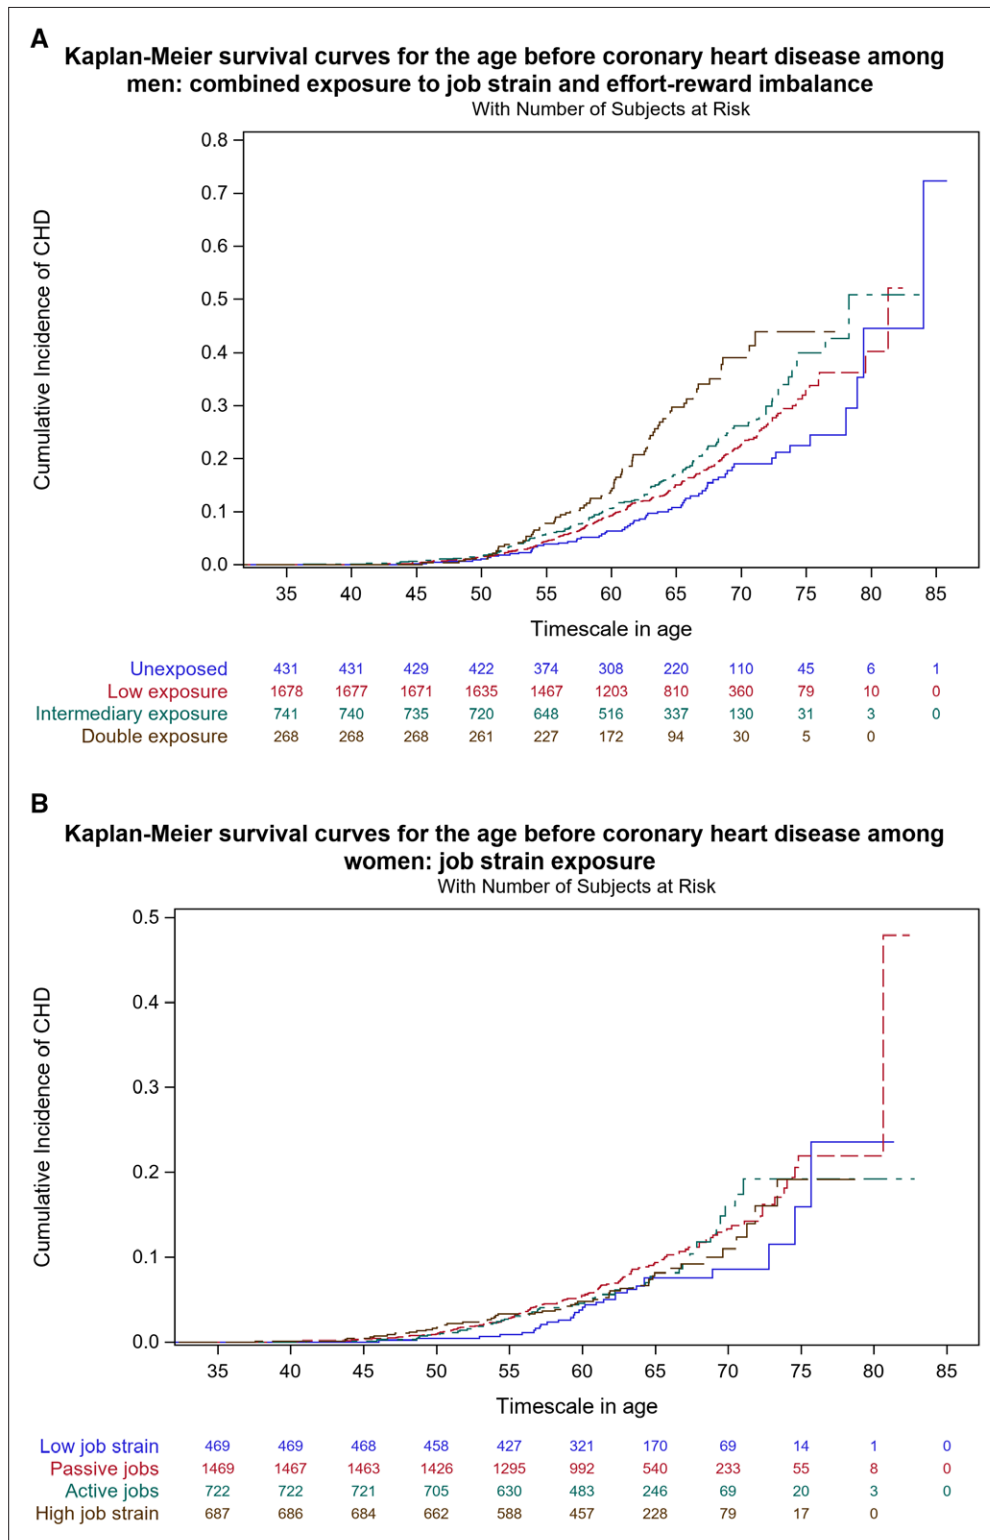 A
Kaplan-Meier survival curves for the age before coronary heart disease among
men: combined exposure to job strain and effort-reward imbalance
With Number of Subjects at Risk
Cumulative Incidence of CHD
0.8
0.7
0.6
0.5
0.4
0.3
0.2
0.1
0.0
35 40 45 50 55 60 65 70 75 80 85
Timescale in age
Unexposed 431 431 429 422 374 308 220 110 45 6 1
Low exposure 1678 1677 1671 1635 1467 1203 810 360 79 10 0
Intermediary exposure 741 740 735 720 648 516 337 130 31 3 0
Double exposure 268 268 268 261 227 172 94 30 5 0
B
Kaplan-Meier survival curves for the age before coronary heart disease among
women: job strain exposure
With Number of Subjects at Risk
Cumulative Incidence of CHD
0.5
0.4
0.3
0.2
0.1
0.0
35 40 45 50 55 60 65 70 75 80 85
Timescale in age
Low job strain 469 469 468 458 427 321 170 69 14 1 0
Passive jobs 1469 1467 1463 1426 1295 992 540 233 55 8 0
Active jobs 722 722 721 705 630 483 246 69 20 3 0
High job strain 687 686 684 662 588 457 228 79 17 0